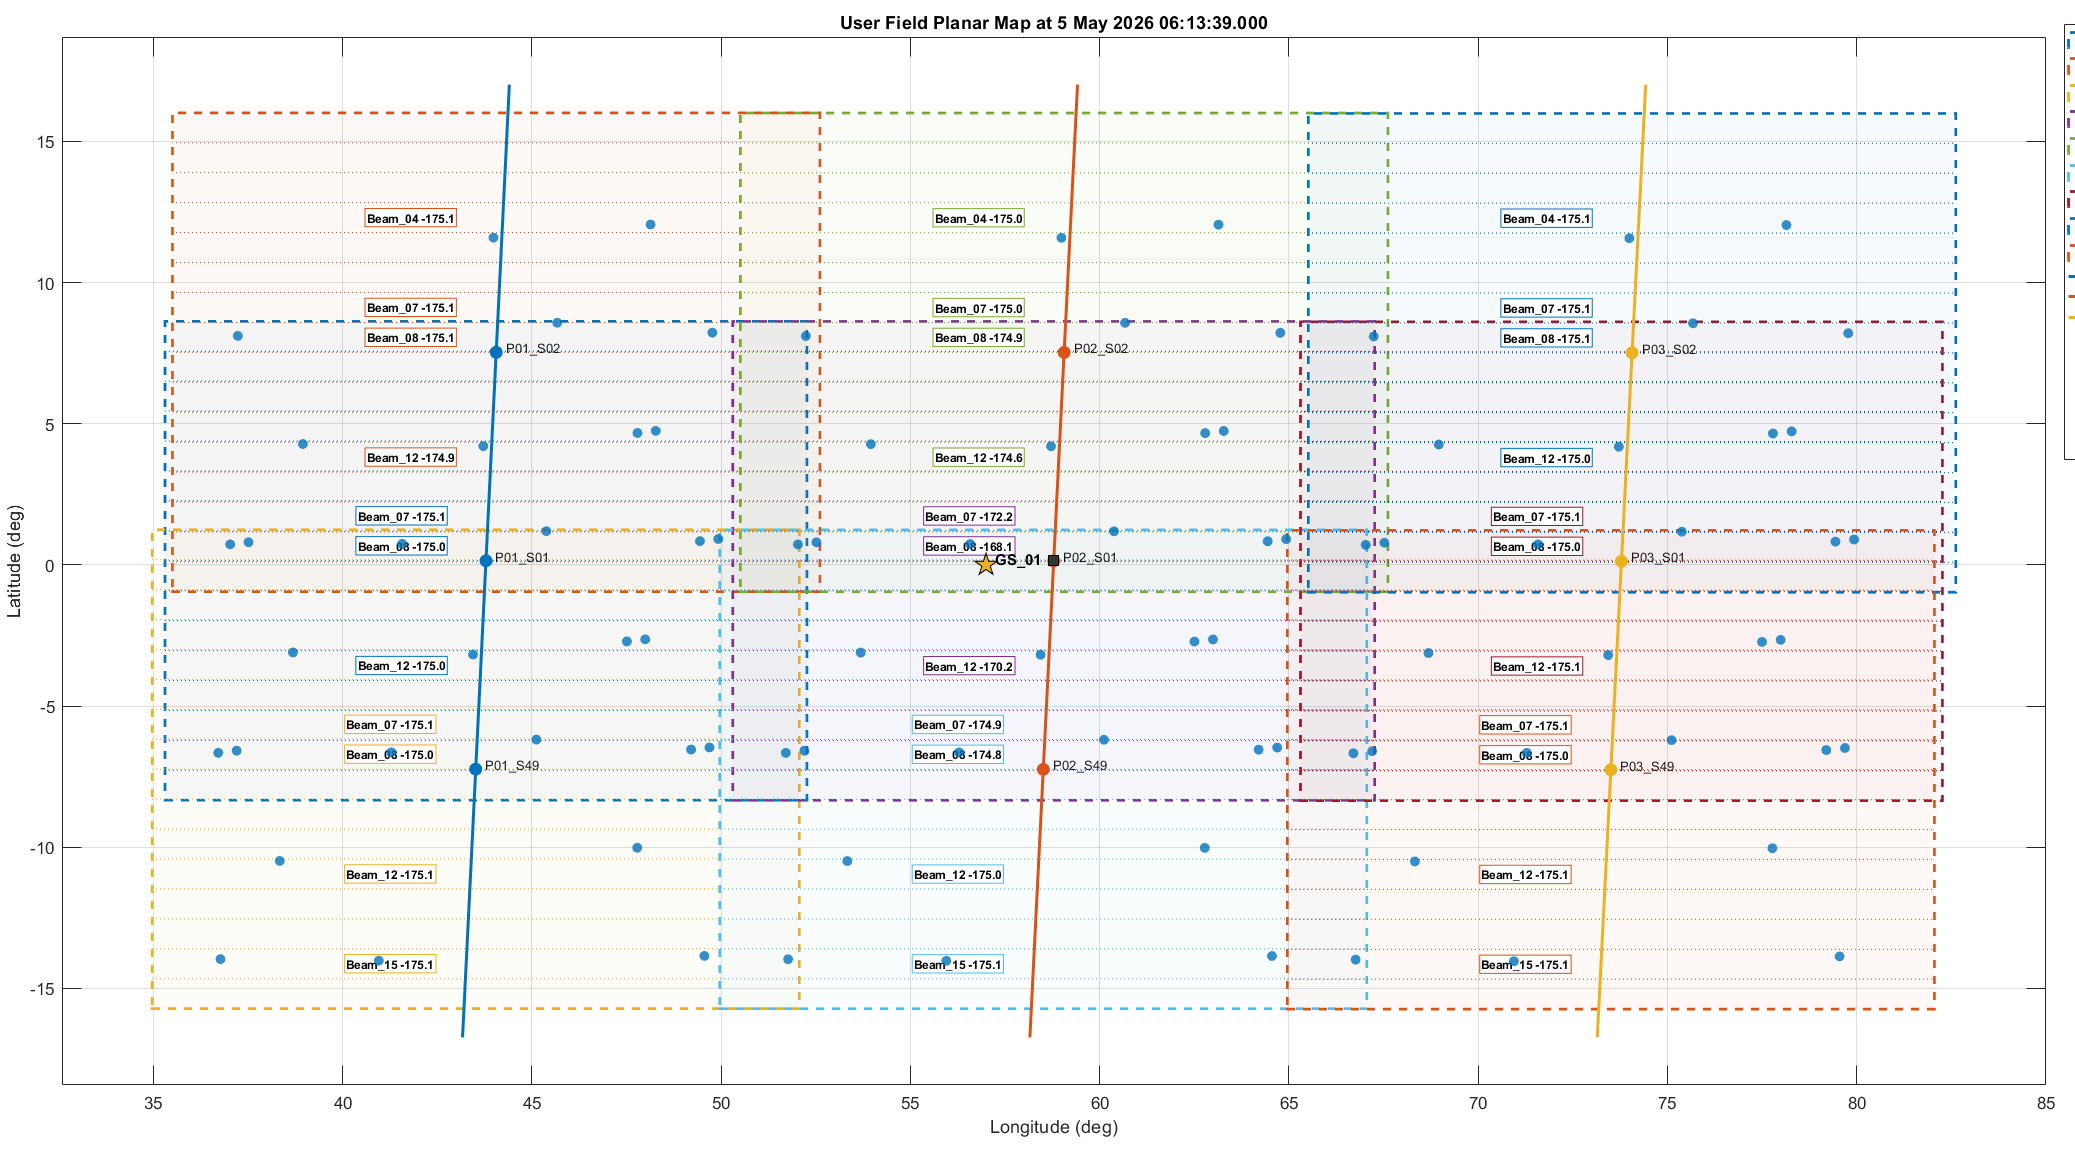 User Field Planar Map at 5 May 2026 06:13:39.000
15
Beam_04 -175.1
Beam_04 -175.0
Beam_04 -175.1
10
Beam_07 -175.1
Beam_07 -175.0
Beam_07 -175.1
Beam_08 -175.1
P01_S02
Beam_08 -174.9
P02_S02
Beam_08 -175.1
P03_S02
5
Beam_12 -174.9
Beam_12 -174.6
Beam_12 -175.0
Beam_07 -175.1
Beam_07 -172.2
Beam_07 -175.1
Beam_08 -175.0
P01_S01
Beam_08 -168.1
GS_01
P02_S01
Beam_08 -175.0
P03_S01
0
Latitude (deg)
Beam_12 -175.0
Beam_12 -170.2
Beam_12 -175.1
-5
Beam_07 -175.1
Beam_07 -174.9
Beam_07 -175.1
Beam_08 -175.0
P01_S49
Beam_08 -174.8
P02_S49
Beam_08 -175.0
P03_S49
-10
Beam_12 -175.1
Beam_12 -175.0
Beam_12 -175.1
Beam_15 -175.1
Beam_15 -175.1
Beam_15 -175.1
-15
35 40 45 50 55 60 65 70 75 80 85
Longitude (deg)